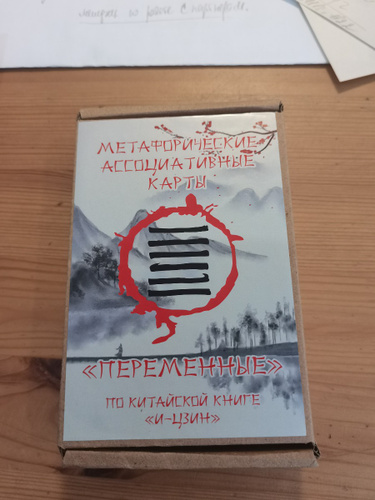 МЕТАФОРИЧЕСКИЕ
АССОЦИАТИВНЫЕ
КАРТЫ
«ПЕРЕМЕННЫЕ»
ПО КИТАЙСКОЙ КНИГЕ
«И-ЦЗИН»